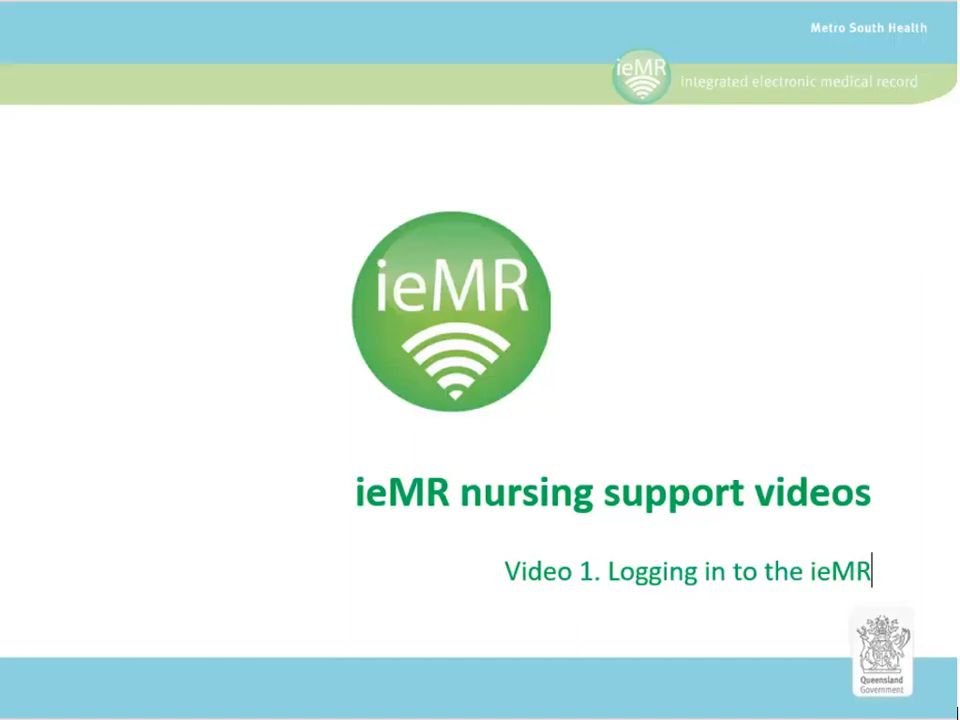 Metro South Health
ieMR
integrated electronic medical record
ieMR
ieMR nursing support videos
Video 1. Logging in to the ieMR
Queensland
Government